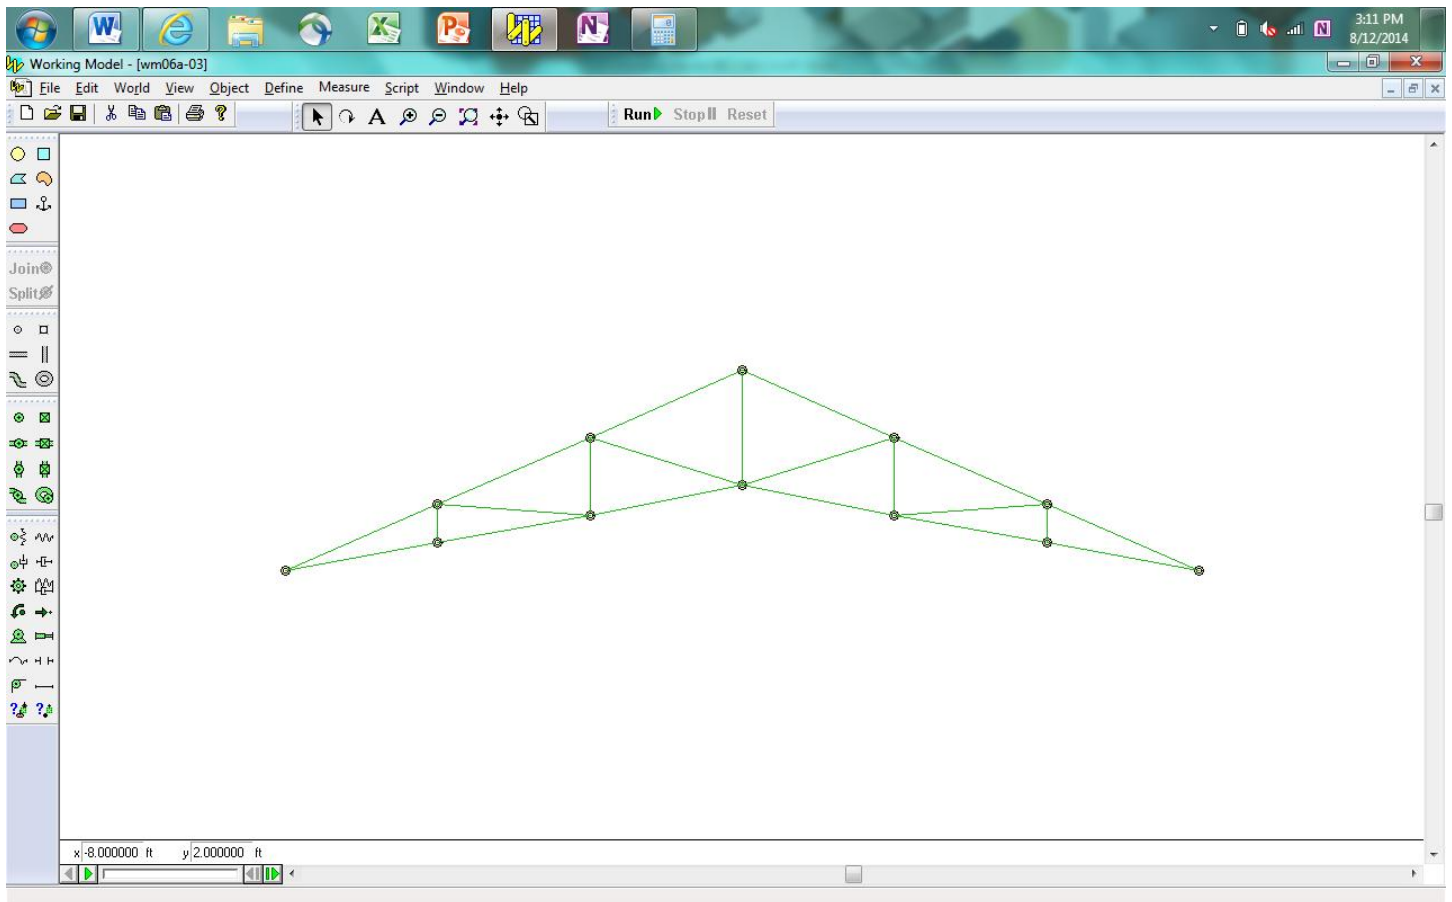 3:11 PM
8/12/2014
Working Model - [wm06a-03]
File Edit World View Object Define Measure Script Window Help
A Run Stop Reset
Join
Split
x -8.000000 ft y 2.000000 ft